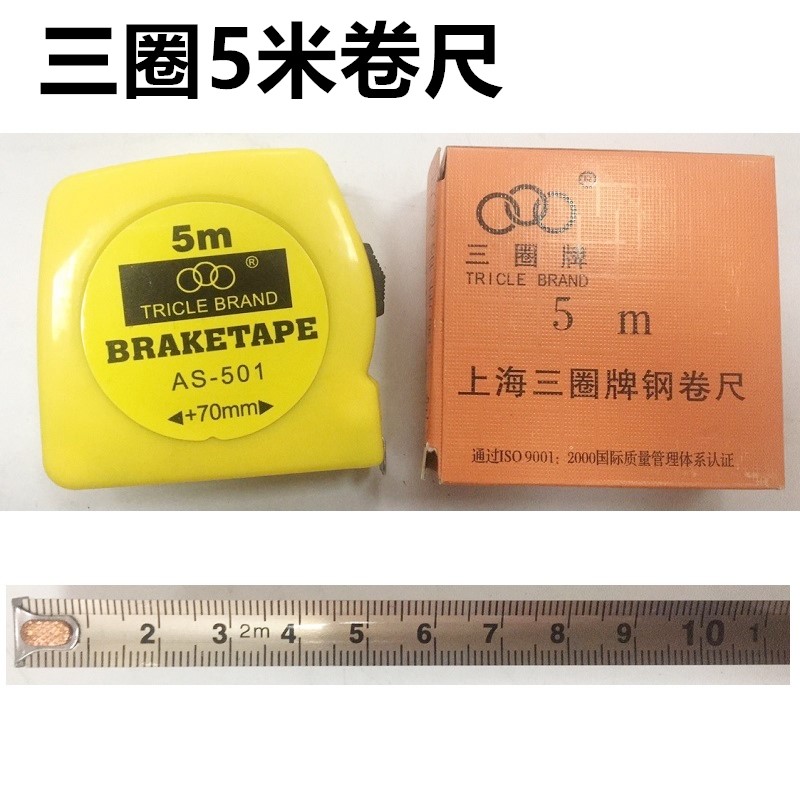 三圈5米卷尺
5m
®
TRICLE BRAND
BRAKETAPE
AS-501
◀+70mm▶
三圈牌
TRICLE BRAND
5 m
上海三圈牌钢卷尺
通过ISO 9001：2000国际质量管理体系认证
2 3 2m 4 5 6 7 8 9 10 1